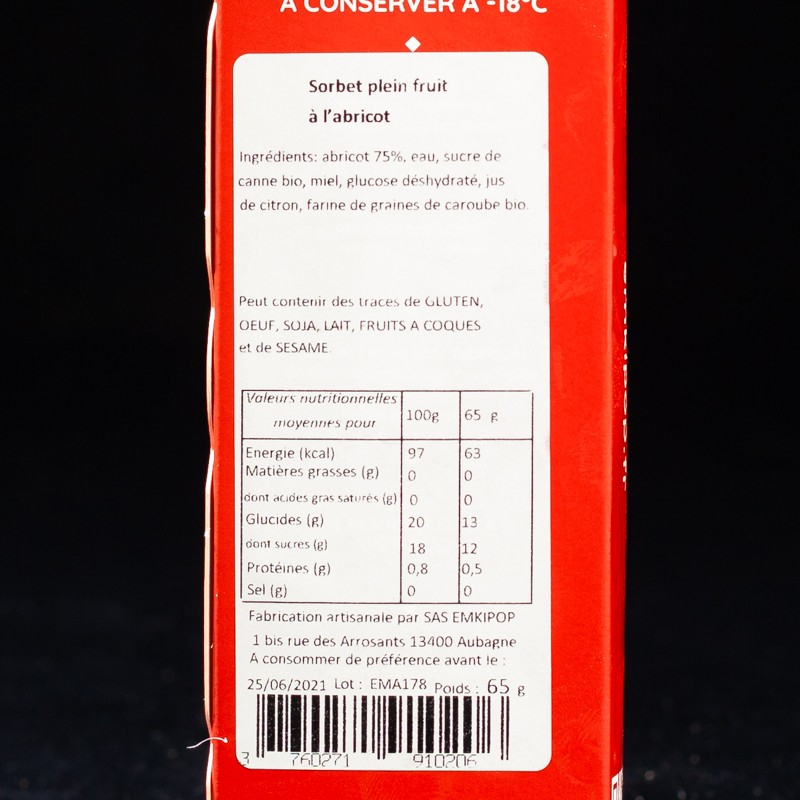 À CONSERVER À -18°C
Sorbet plein fruit
à l'abricot
Ingrédients: abricot 75%, eau, sucre de
canne bio, miel, glucose déshydraté, jus
de citron, farine de graines de caroube bio.
Peut contenir des traces de GLUTEN,
OEUF, SOJA, LAIT, FRUITS A COQUES
et de SESAME.
Valeurs nutritionnelles
moyennes pour 100g 65 g
Energie (kcal) 97 63
Matières grasses (g) 0 0
dont acides gras saturés (g) 0 0
Glucides (g) 20 13
dont sucres (g) 18 12
Protéines (g) 0,8 0,5
Sel (g) 0 0
Fabrication artisanale par SAS EMKIPOP
1 bis rue des Arrosants 13400 Aubagne
A consommer de préférence avant le :
25/06/2021 Lot : EMA178 Poids : 65 g
3 760271 910206